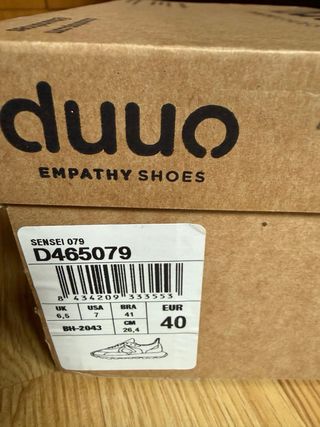 duuo
EMPATHY SHOES
SENSEI 079
D465079
8 434209 333553
UK USA BRA EUR
6,5 7 41 40
BH-2043 CM
26,4